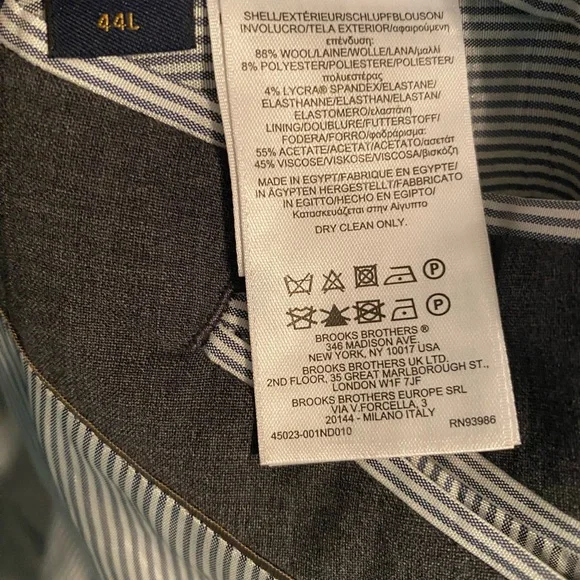 44L
SHELL/EXTÉRIEUR/SCHLUPFBLOUSON/
INVOLUCRO/TELA EXTERIOR/αφαιρούμενη
επένδυση:
86% WOOL/LAINE/WOLLE/LANA/μαλλί
8% POLYESTER/POLIESTERE/POLIESTER/
πολυεστέρας
4% LYCRA® SPANDEX/ELASTANE/
ELASTHANNE/ELASTHAN/ELASTAN/
ELASTOMERO/ελαστάνη
LINING/DOUBLURE/FUTTERSTOFF/
FODERA/FORRO/φοδράρισμα:
55% ACETATE/ACETAT/ACETATO/ασετάτ
45% VISCOSE/VISKOSE/VISCOSA/βισκόζη
MADE IN EGYPT/FABRIQUE EN EGYPTE/
IN ÄGYPTEN HERGESTELLT/FABBRICATO
IN EGITTO/HECHO EN EGIPTO/
Κατασκευάζεται στην Αίγυπτο
DRY CLEAN ONLY.
P
P
BROOKS BROTHERS ®
346 MADISON AVE.
NEW YORK, NY 10017 USA
BROOKS BROTHERS UK LTD.
2ND FLOOR, 35 GREAT MARLBOROUGH ST.,
LONDON W1F 7JF
BROOKS BROTHERS EUROPE SRL
VIA V.FORCELLA, 3
20144 - MILANO ITALY
45023-001ND010 RN93986